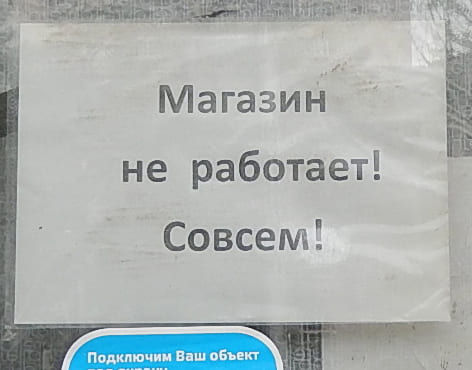 Магазин
не работает!
Совсем!
Подключим Ваш объект